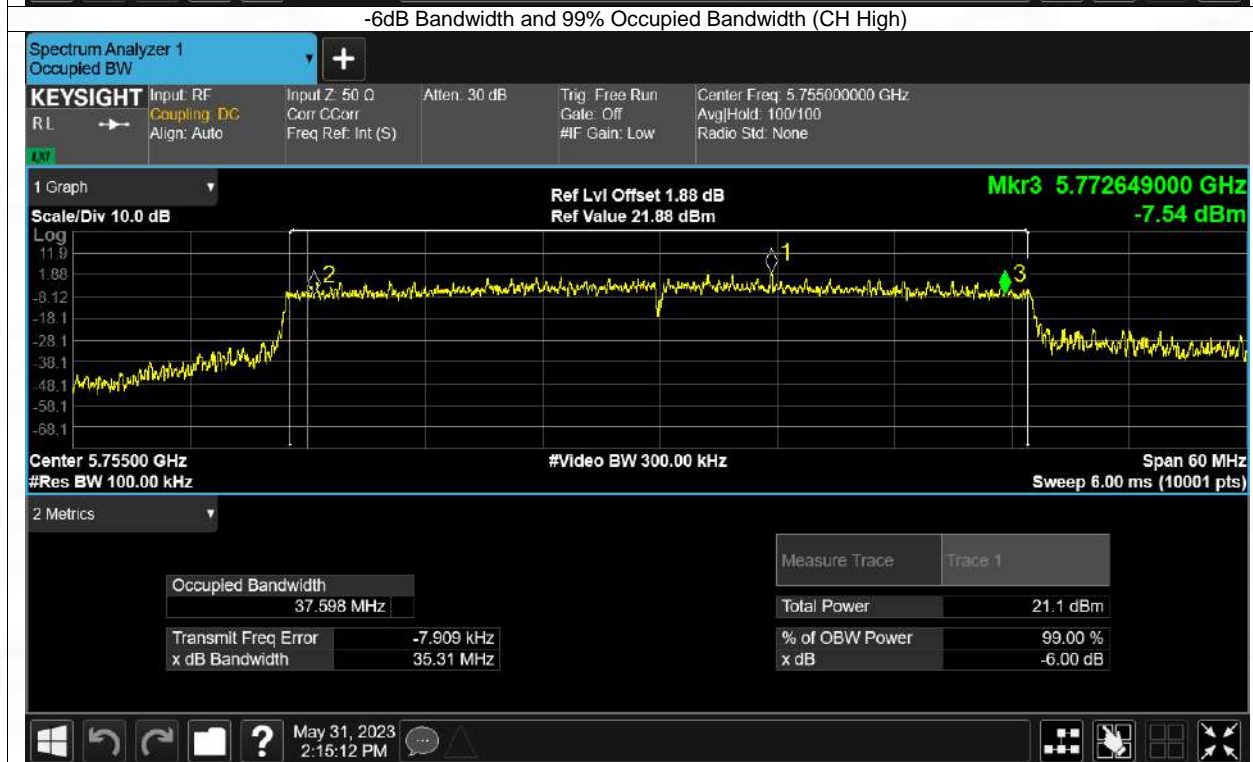 -6dB Bandwidth and 99% Occupied Bandwidth (CH High)
Spectrum Analyzer 1
Occupied BW
+
KEYSIGHT
RL
LXI
Input: RF
Coupling: DC
Align: Auto
Input Z: 50 Ω
Corr CCorr
Freq Ref: Int (S)
Atten: 30 dB
Trig: Free Run
Gate: Off
#IF Gain: Low
Center Freq: 5.755000000 GHz
Avg|Hold: 100/100
Radio Std: None
1 Graph
Scale/Div 10.0 dB
Ref Lvl Offset 1.88 dB
Ref Value 21.88 dBm
Mkr3 5.772649000 GHz
-7.54 dBm
Log
11.9
1.88
-8.12
-18.1
-28.1
-38.1
-48.1
-58.1
-68.1
2
1
3
Center 5.75500 GHz
#Res BW 100.00 kHz
#Video BW 300.00 kHz
Span 60 MHz
Sweep 6.00 ms (10001 pts)
2 Metrics
Measure Trace Trace 1
Occupied Bandwidth
37.598 MHz
Total Power 21.1 dBm
Transmit Freq Error -7.909 kHz
% of OBW Power 99.00 %
x dB Bandwidth 35.31 MHz
x dB -6.00 dB
?
May 31, 2023
2:15:12 PM